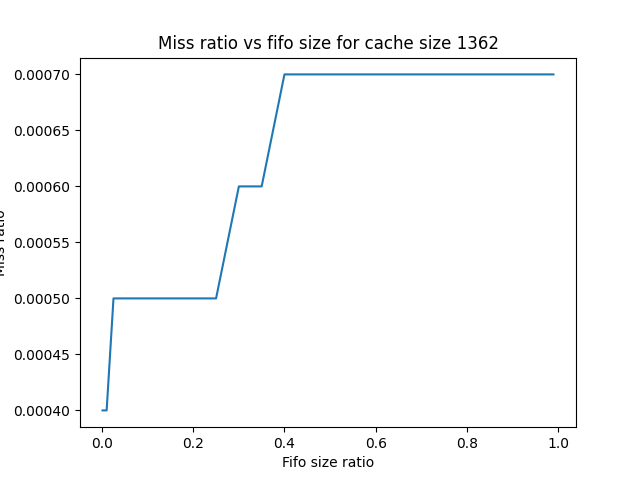 Miss ratio vs fifo size for cache size 1362
0.00070
0.00065
0.00060
0.00055
0.00050
0.00045
0.00040
Miss ratio
0.0 0.2 0.4 0.6 0.8 1.0
Fifo size ratio